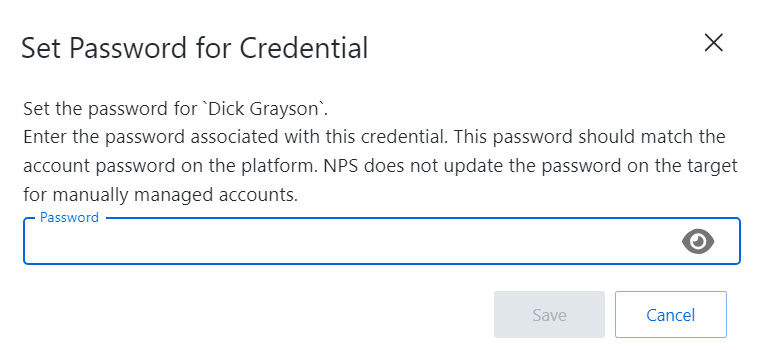 Set Password for Credential
Set the password for `Dick Grayson`.
Enter the password associated with this credential. This password should match the
account password on the platform. NPS does not update the password on the target
for manually managed accounts.
Password
Save
Cancel